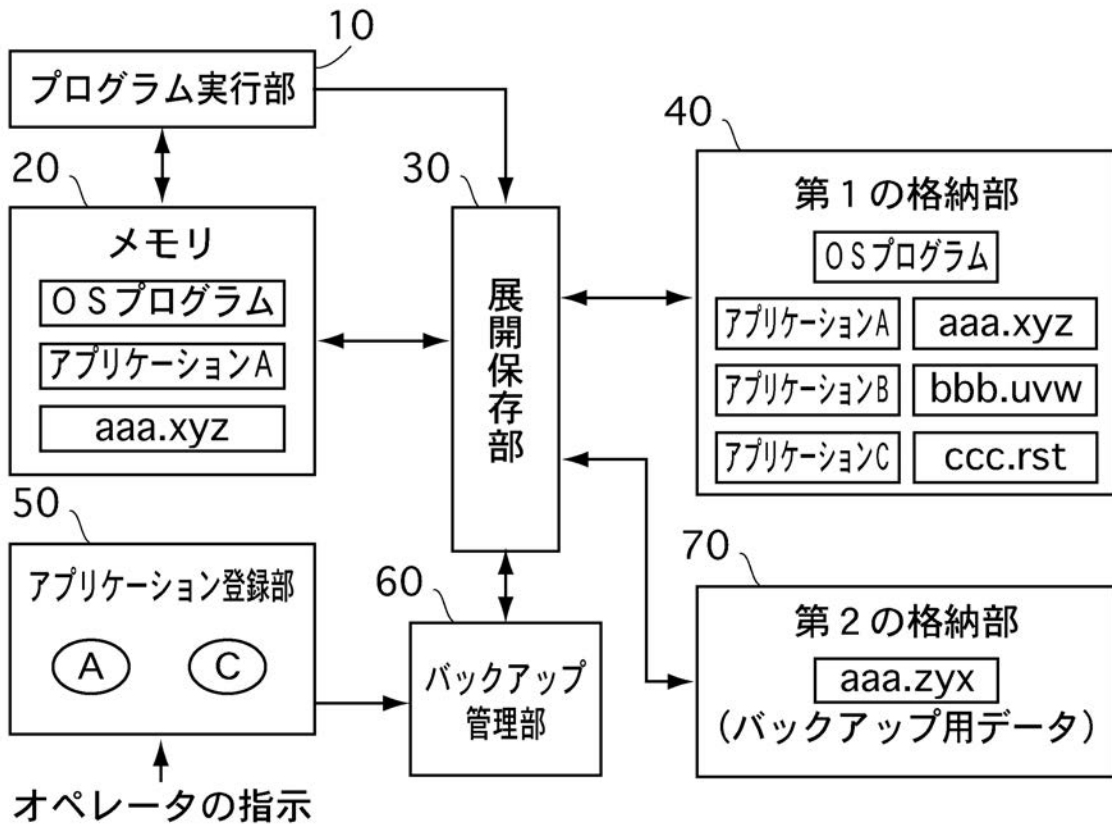 10
プログラム実行部
20
メモリ
OSプログラム
アプリケーションA
aaa.xyz
30
展開保存部
40
第1の格納部
OSプログラム
アプリケーションA
aaa.xyz
アプリケーションB
bbb.uvw
アプリケーションC
ccc.rst
50
アプリケーション登録部
A
C
オペレータの指示
60
バックアップ
管理部
70
第2の格納部
aaa.zyx
(バックアップ用データ)